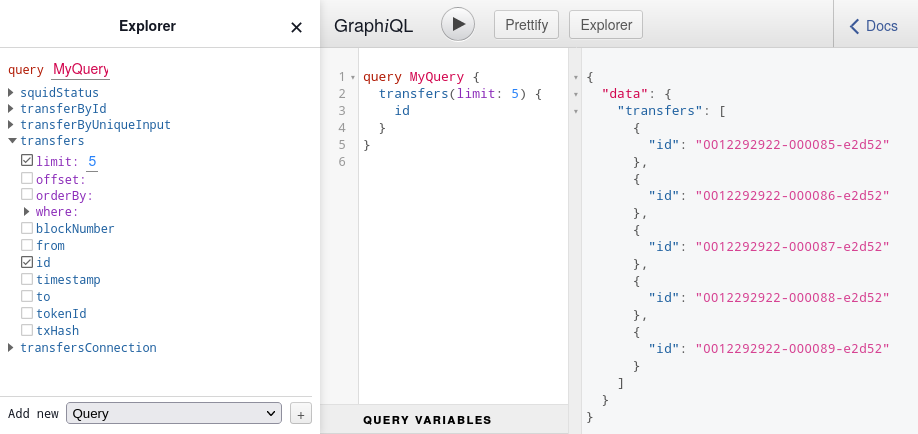 Explorer
query MyQuery
squidStatus
transferById
transferByUniqueInput
transfers
limit: 5
offset:
orderBy:
where:
blockNumber
from
id
timestamp
to
tokenId
txHash
transfersConnection
Add new Query +
GraphiQL Prettify Explorer Docs
1 query MyQuery {
2 transfers(limit: 5) {
3 id
4 }
5 }
6
QUERY VARIABLES
{
"data": {
"transfers": [
{
"id": "0012292922-000085-e2d52"
},
{
"id": "0012292922-000086-e2d52"
},
{
"id": "0012292922-000087-e2d52"
},
{
"id": "0012292922-000088-e2d52"
},
{
"id": "0012292922-000089-e2d52"
}
]
}
}